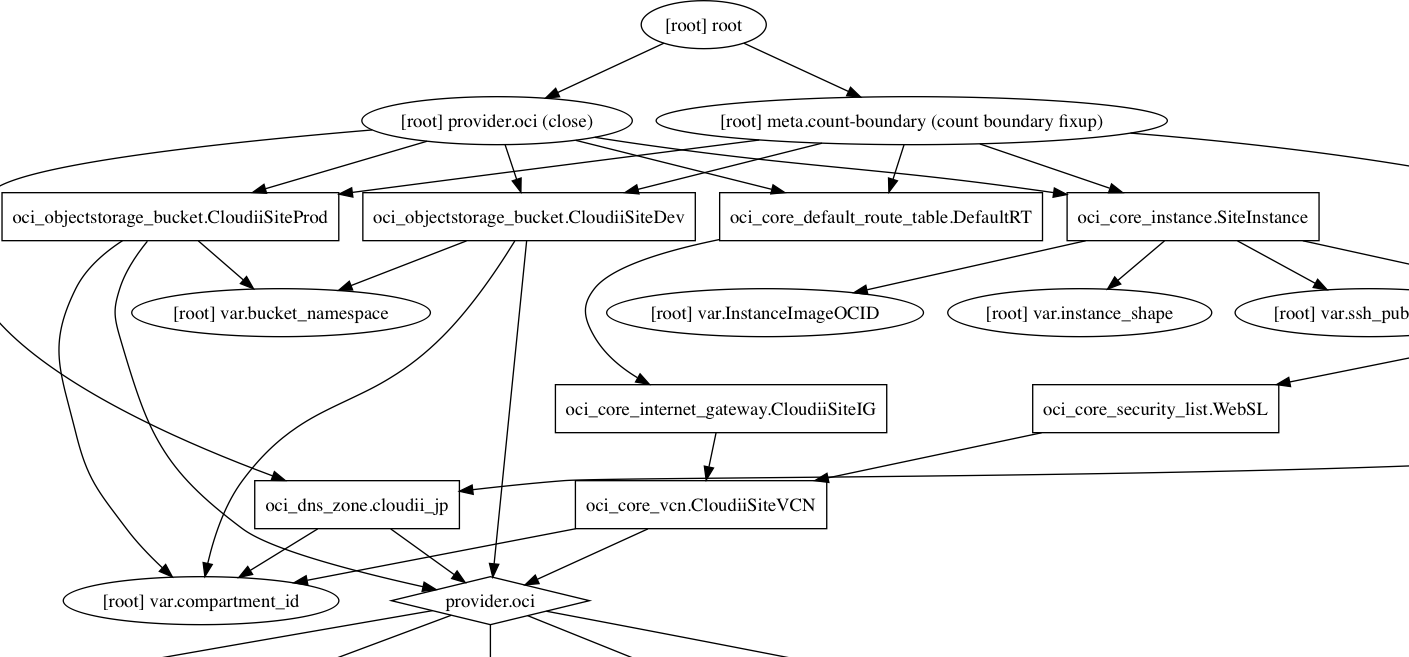 [root] root
[root] provider.oci (close)
[root] meta.count-boundary (count boundary fixup)
oci_objectstorage_bucket.CloudiiSiteProd
oci_objectstorage_bucket.CloudiiSiteDev
oci_core_default_route_table.DefaultRT
oci_core_instance.SiteInstance
[root] var.bucket_namespace
[root] var.InstanceImageOCID
[root] var.instance_shape
[root] var.ssh_pub
oci_core_internet_gateway.CloudiiSiteIG
oci_core_security_list.WebSL
oci_dns_zone.cloudii_jp
oci_core_vcn.CloudiiSiteVCN
[root] var.compartment_id
provider.oci